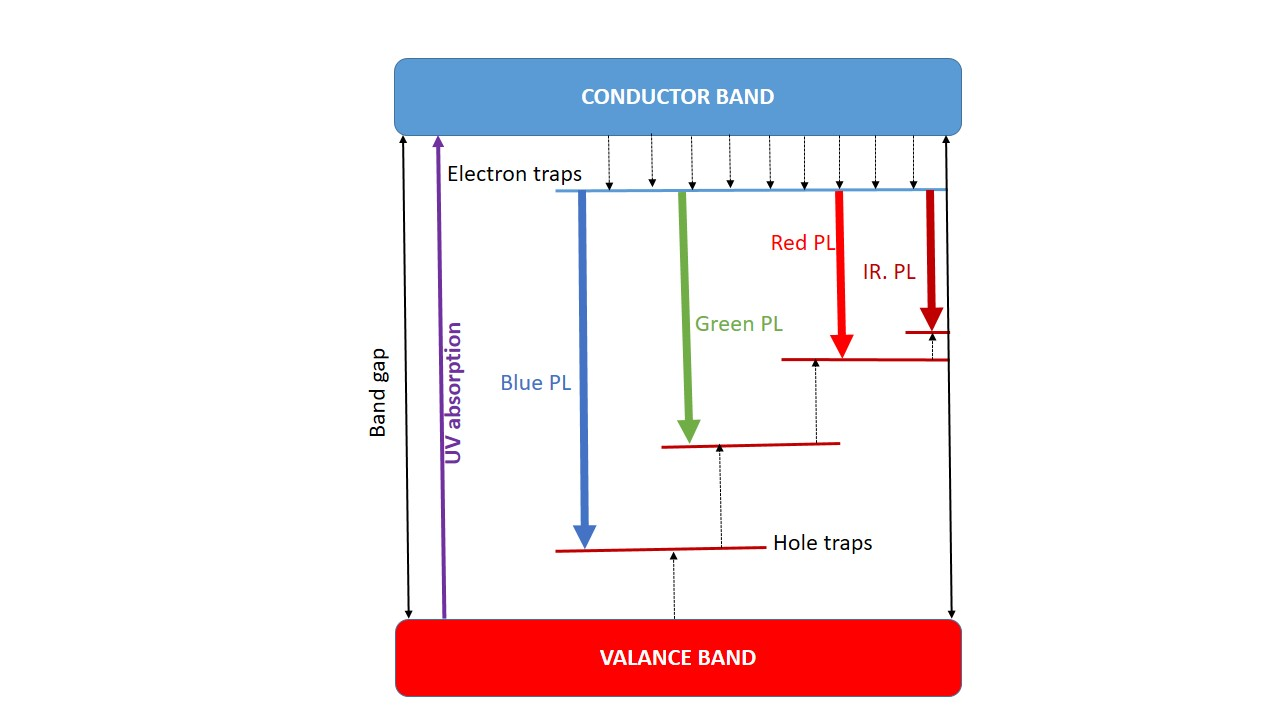 CONDUCTOR BAND
Electron traps
Red PL
IR. PL
Green PL
Blue PL
Band gap
UV absorption
Hole traps
VALANCE BAND